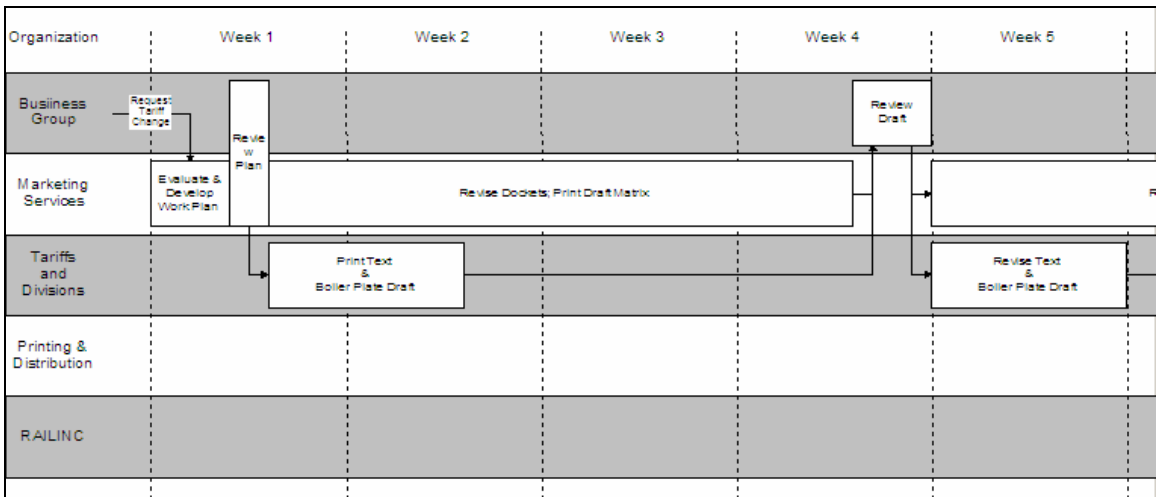 Organization
Week 1
Week 2
Week 3
Week 4
Week 5
Busiiness
Group
Request
Tariff
Change
Revie
w
Plan
Review
Draft
Marketing
Services
Evaluate &
Develop
Work Plan
Revise Dockets; Print Draft Matrix
R
Tariffs
and
Divisions
Print Text
&
Boiler Plate Draft
Revise Text
&
Boiler Plate Draft
Printing &
Distribution
RAILINC